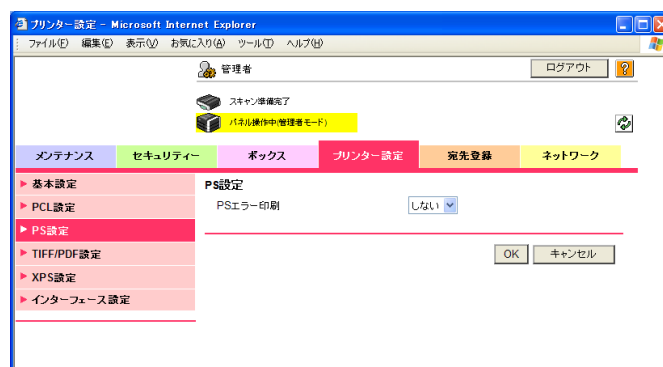 プリンター設定 - Microsoft Internet Explorer
ファイル(F) 編集(E) 表示(V) お気に入り(A) ツール(T) ヘルプ(H)
管理者 ログアウト ?
スキャン準備完了
パネル操作中(管理者モード)
メンテナンス セキュリティー ボックス プリンター設定 宛先登録 ネットワーク
基本設定
PCL設定
PS設定
TIFF/PDF設定
XPS設定
インターフェース設定
PS設定
PSエラー印刷 しない
OK キャンセル